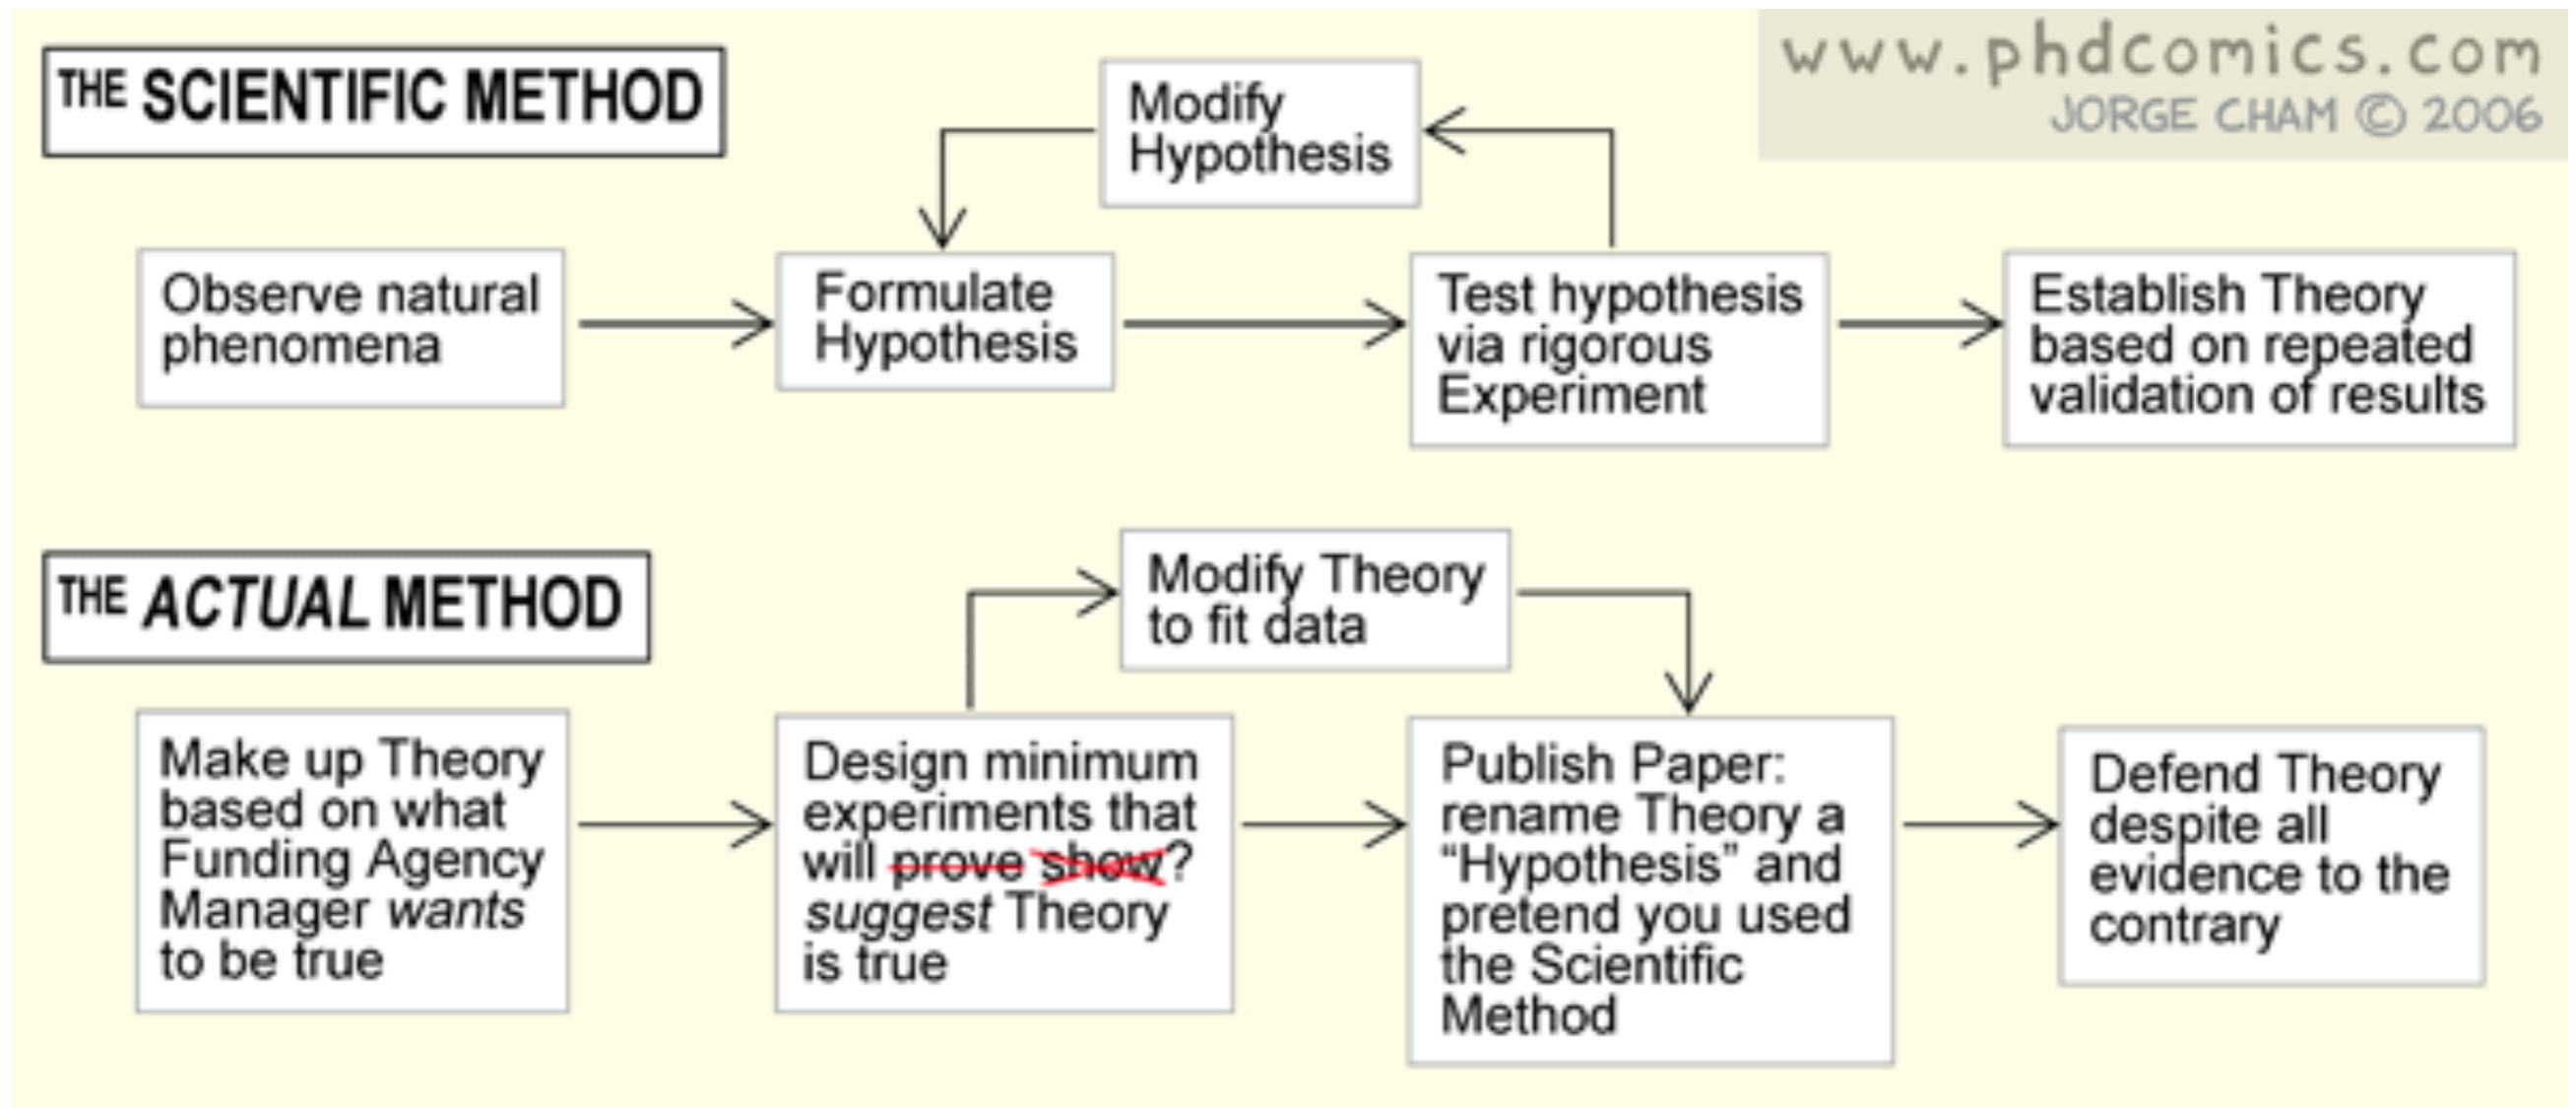 THE SCIENTIFIC METHOD
www.phdcomics.com
JORGE CHAM © 2006
Modify
Hypothesis
Observe natural
phenomena
Formulate
Hypothesis
Test hypothesis
via rigorous
Experiment
Establish Theory
based on repeated
validation of results
THE ACTUAL METHOD
Modify Theory
to fit data
Make up Theory
based on what
Funding Agency
Manager wants
to be true
Design minimum
experiments that
will prove show?
suggest Theory
is true
Publish Paper:
rename Theory a
“Hypothesis” and
pretend you used
the Scientific
Method
Defend Theory
despite all
evidence to the
contrary